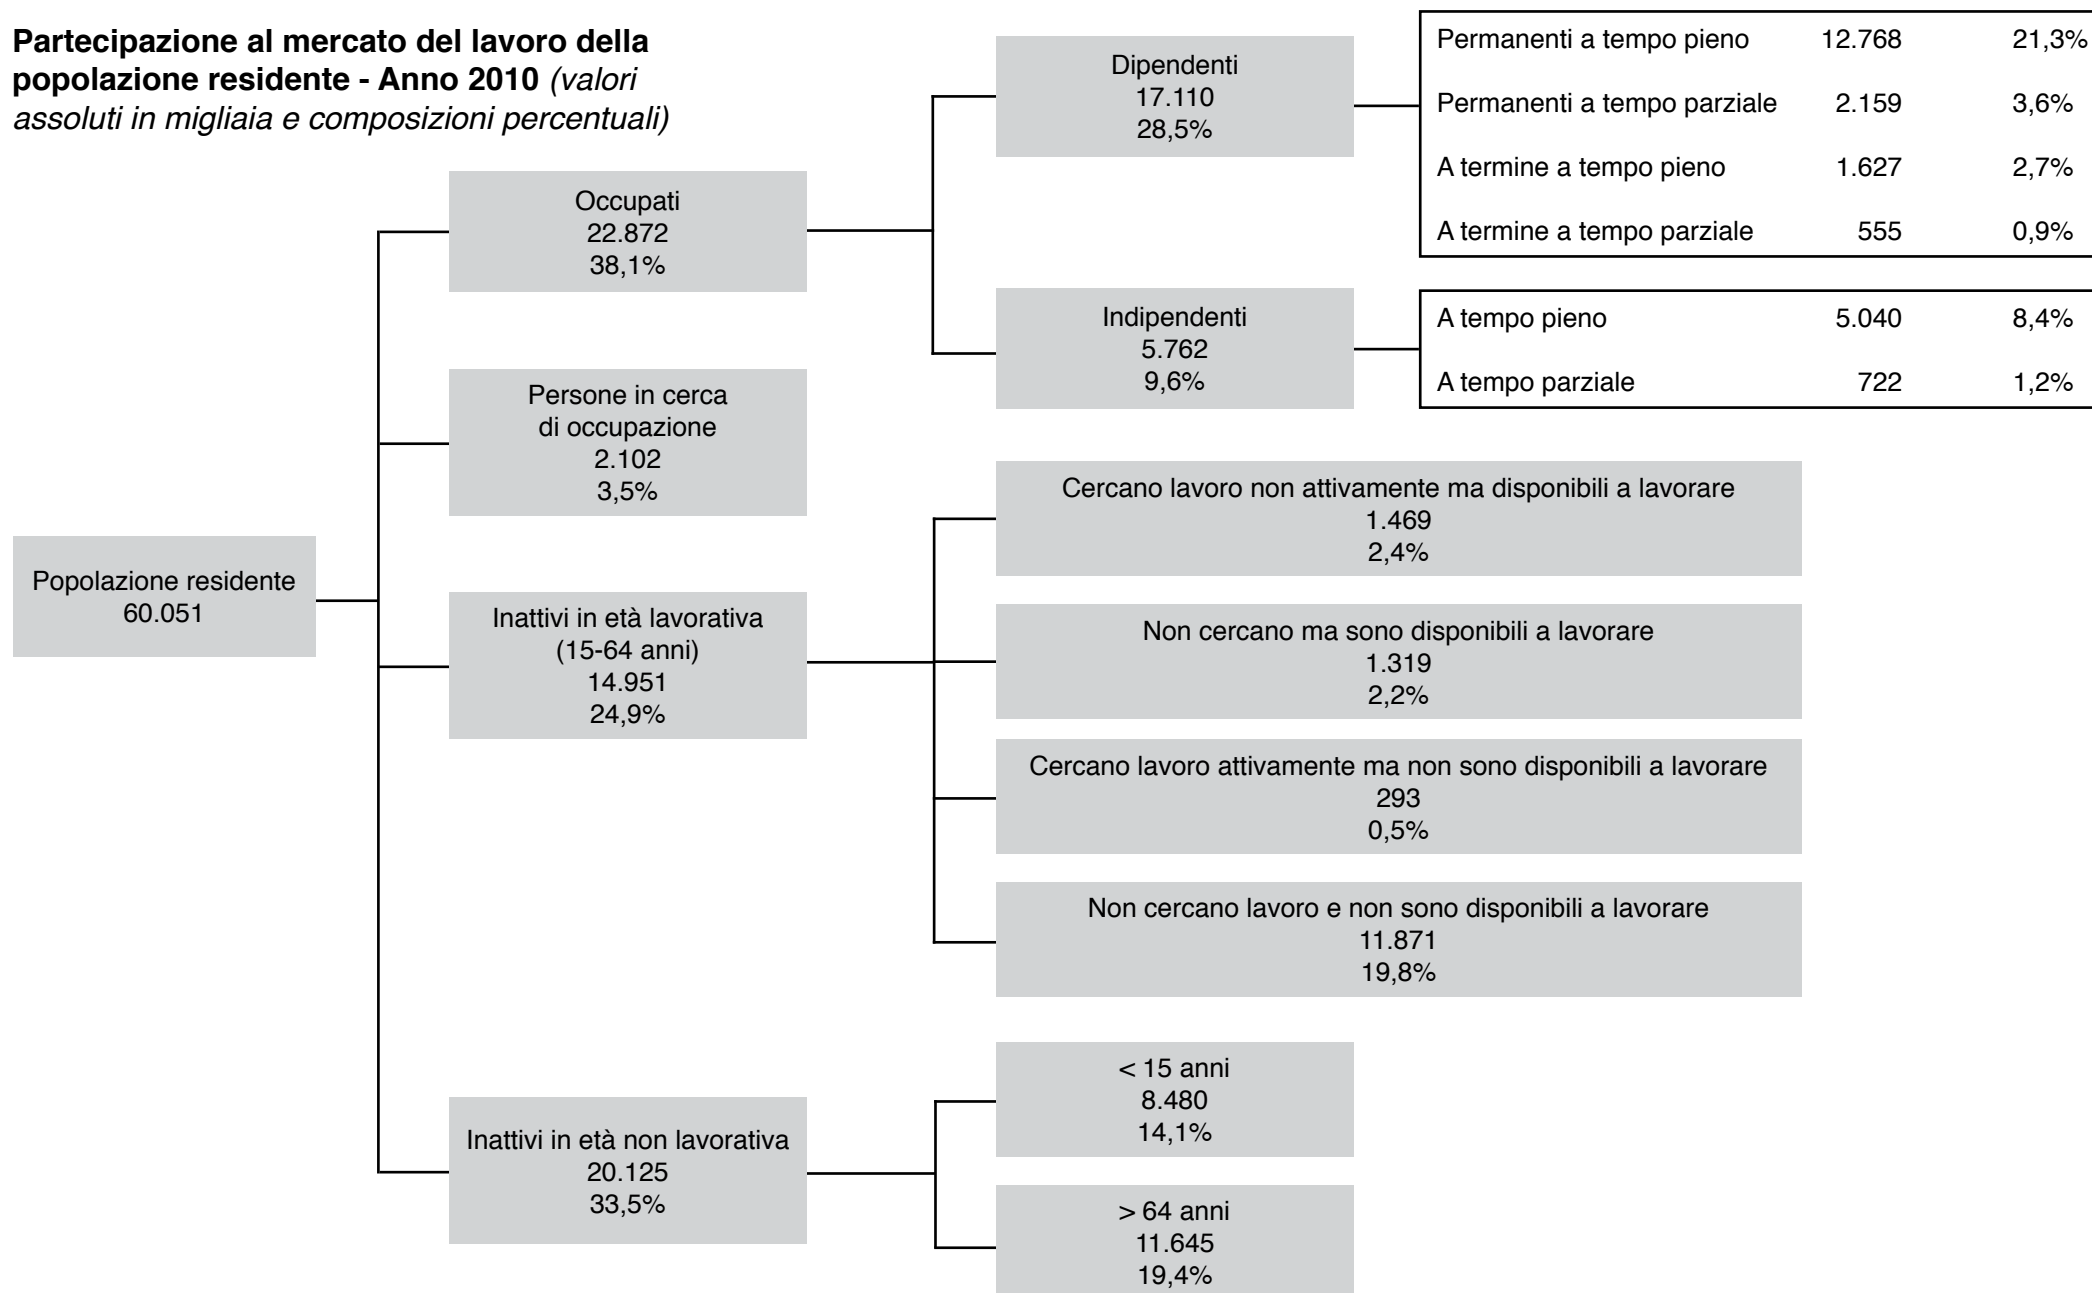 Partecipazione al mercato del lavoro della
popolazione residente - Anno 2010 (valori
assoluti in migliaia e composizioni percentuali)
Popolazione residente
60.051
Occupati
22.872
38,1%
Persone in cerca
di occupazione
2.102
3,5%
Inattivi in età lavorativa
(15-64 anni)
14.951
24,9%
Inattivi in età non lavorativa
20.125
33,5%
Dipendenti
17.110
28,5%
Permanenti a tempo pieno 12.768 21,3%
Permanenti a tempo parziale 2.159 3,6%
A termine a tempo pieno 1.627 2,7%
A termine a tempo parziale 555 0,9%
Indipendenti
5.762
9,6%
A tempo pieno 5.040 8,4%
A tempo parziale 722 1,2%
Cercano lavoro non attivamente ma disponibili a lavorare
1.469
2,4%
Non cercano ma sono disponibili a lavorare
1.319
2,2%
Cercano lavoro attivamente ma non sono disponibili a lavorare
293
0,5%
Non cercano lavoro e non sono disponibili a lavorare
11.871
19,8%
< 15 anni
8.480
14,1%
> 64 anni
11.645
19,4%